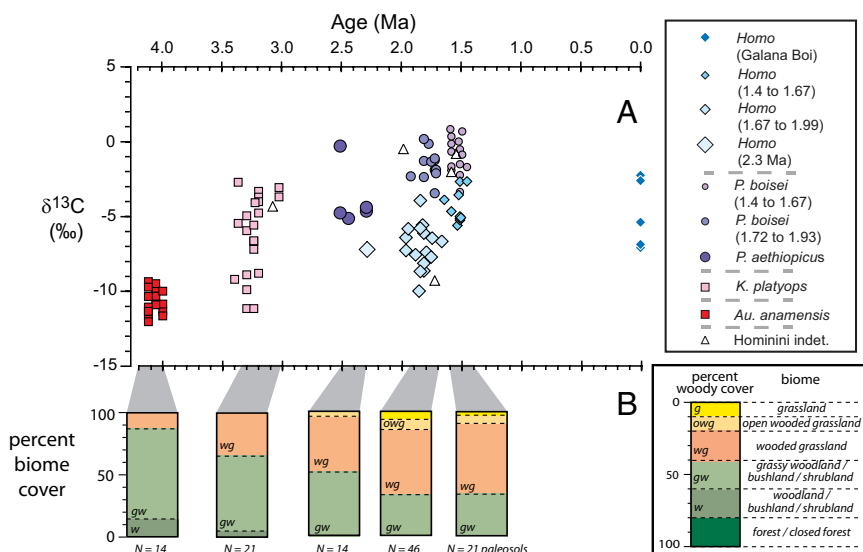 Age (Ma)
4.0 3.5 3.0 2.5 2.0 1.5 1.0 0.5 0.0
A
5
0
-5
-10
-15
δ13C
(‰)
Homo
(Galana Boi)
Homo
(1.4 to 1.67)
Homo
(1.67 to 1.99)
Homo
(2.3 Ma)
P. boisei
(1.4 to 1.67)
P. boisei
(1.72 to 1.93)
P. aethiopicus
K. platyops
Au. anamensis
Hominini indet.
B
percent
biome
cover
100
50
0
gw
w
wg
gw
wg
gw
owg
wg
gw
wg
gw
N = 14 N = 21 N = 14 N = 46 N = 21 paleosols
percent
woody cover
biome
0
50
100
g grassland
owg open wooded grassland
wg wooded grassland
gw grassy woodland /
bushland / shrubland
w woodland /
bushland / shrubland
forest / closed forest